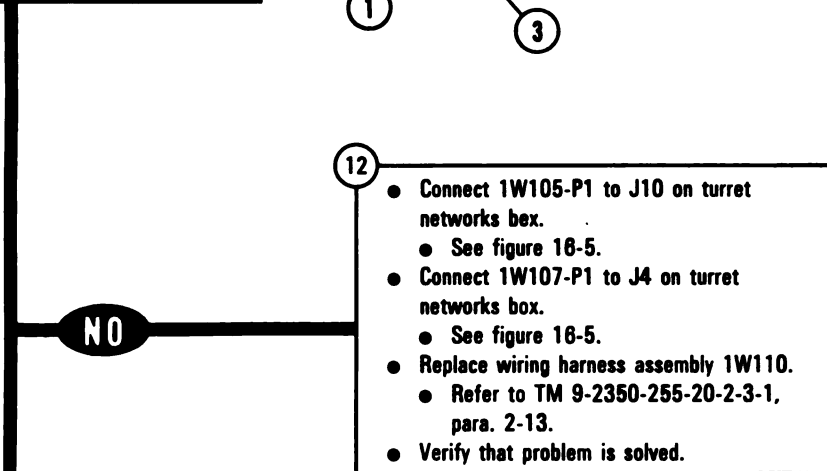 1
3
12
● Connect 1W105-P1 to J10 on turret
networks bex.
● See figure 16-5.
● Connect 1W107-P1 to J4 on turret
networks box.
● See figure 16-5.
NO
● Replace wiring harness assembly 1W110.
● Refer to TM 9-2350-255-20-2-3-1,
para. 2-13.
● Verify that problem is solved.